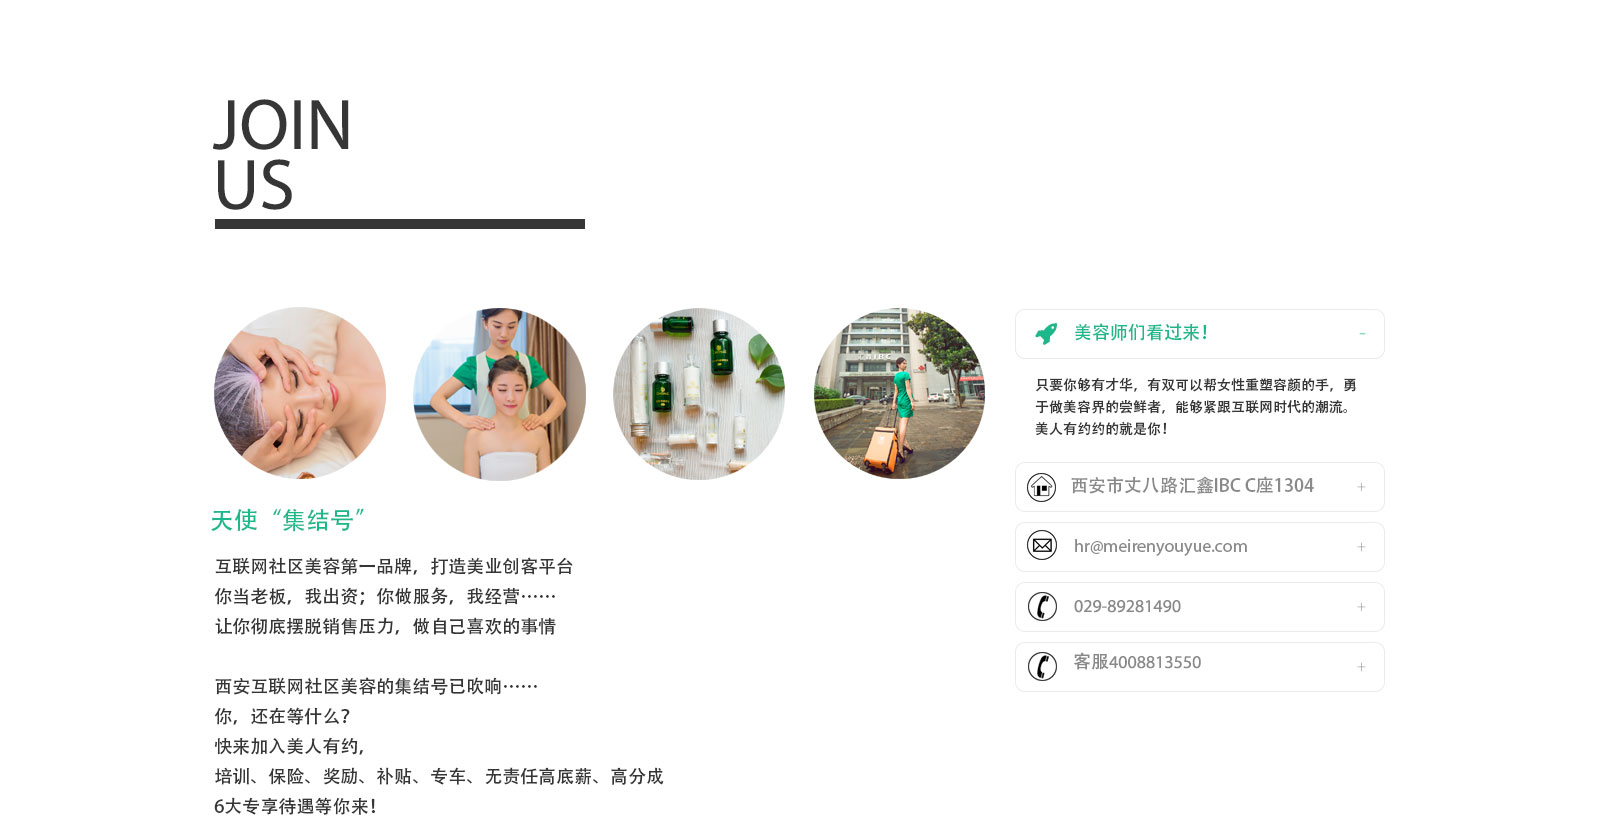 JOIN
US
IBC
天使“集结号”
互联网社区美容第一品牌，打造美业创客平台
你当老板，我出资；你做服务，我经营……
让你彻底摆脱销售压力，做自己喜欢的事情
西安互联网社区美容的集结号已吹响……
你，还在等什么？
快来加入美人有约,
培训、保险、奖励、补贴、专车、无责任高底薪、高分成
6大专享待遇等你来！
美容师们看过来！
-
只要你够有才华，有双可以帮女性重塑容颜的手，勇
于做美容界的尝鲜者，能够紧跟互联网时代的潮流。
美人有约约的就是你！
西安市丈八路汇鑫IBC C座1304
+
hr@meirenyouyue.com
+
029-89281490
+
客服4008813550
+